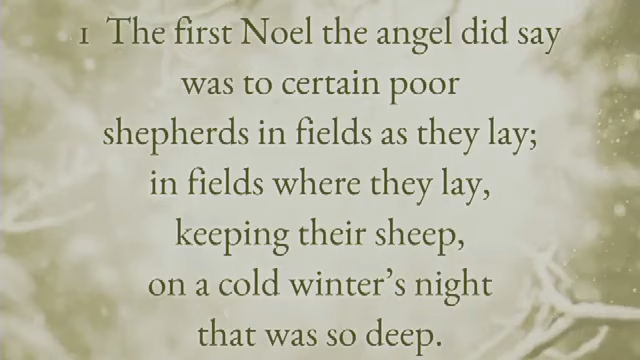 1 The first Noel the angel did say
was to certain poor
shepherds in fields as they lay;
in fields where they lay,
keeping their sheep,
on a cold winter’s night
that was so deep.